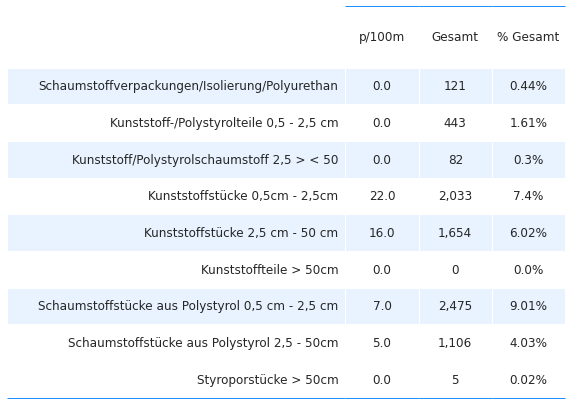 p/100m Gesamt % Gesamt
Schaumstoffverpackungen/Isolierung/Polyurethan 0.0 121 0.44%
Kunststoff-/Polystyrolteile 0,5 - 2,5 cm 0.0 443 1.61%
Kunststoff/Polystyrolschaumstoff 2,5 > < 50 0.0 82 0.3%
Kunststoffstücke 0,5cm - 2,5cm 22.0 2,033 7.4%
Kunststoffstücke 2,5 cm - 50 cm 16.0 1,654 6.02%
Kunststoffteile > 50cm 0.0 0 0.0%
Schaumstoffstücke aus Polystyrol 0,5 cm - 2,5 cm 7.0 2,475 9.01%
Schaumstoffstücke aus Polystyrol 2,5 - 50cm 5.0 1,106 4.03%
Styroporstücke > 50cm 0.0 5 0.02%